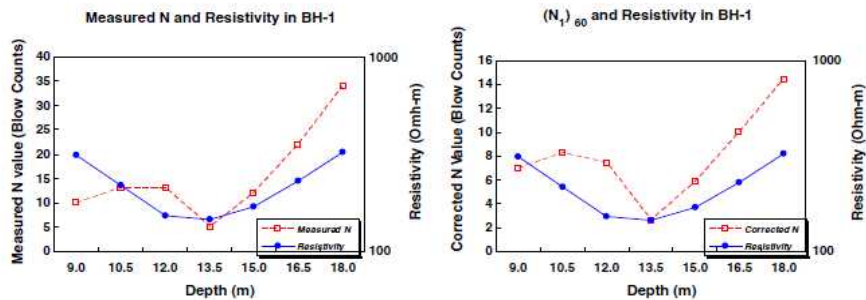 Measured N and Resistivity in BH-1
Measured N value (Blow Counts)
40
35
30
25
20
15
10
5
0
1000
100
Resistivity (Omh-m)
Measured N
Resistivity
9.0 10.5 12.0 13.5 15.0 16.5 18.0
Depth (m)
(N1) 60 and Resistivity in BH-1
Corrected N Value (Blow Counts)
16
14
12
10
8
6
4
2
0
1000
100
Resistivity (Ohm-m)
Corrected N
Resistivity
9.0 10.5 12.0 13.5 15.0 16.5 18.0
Depth (m)